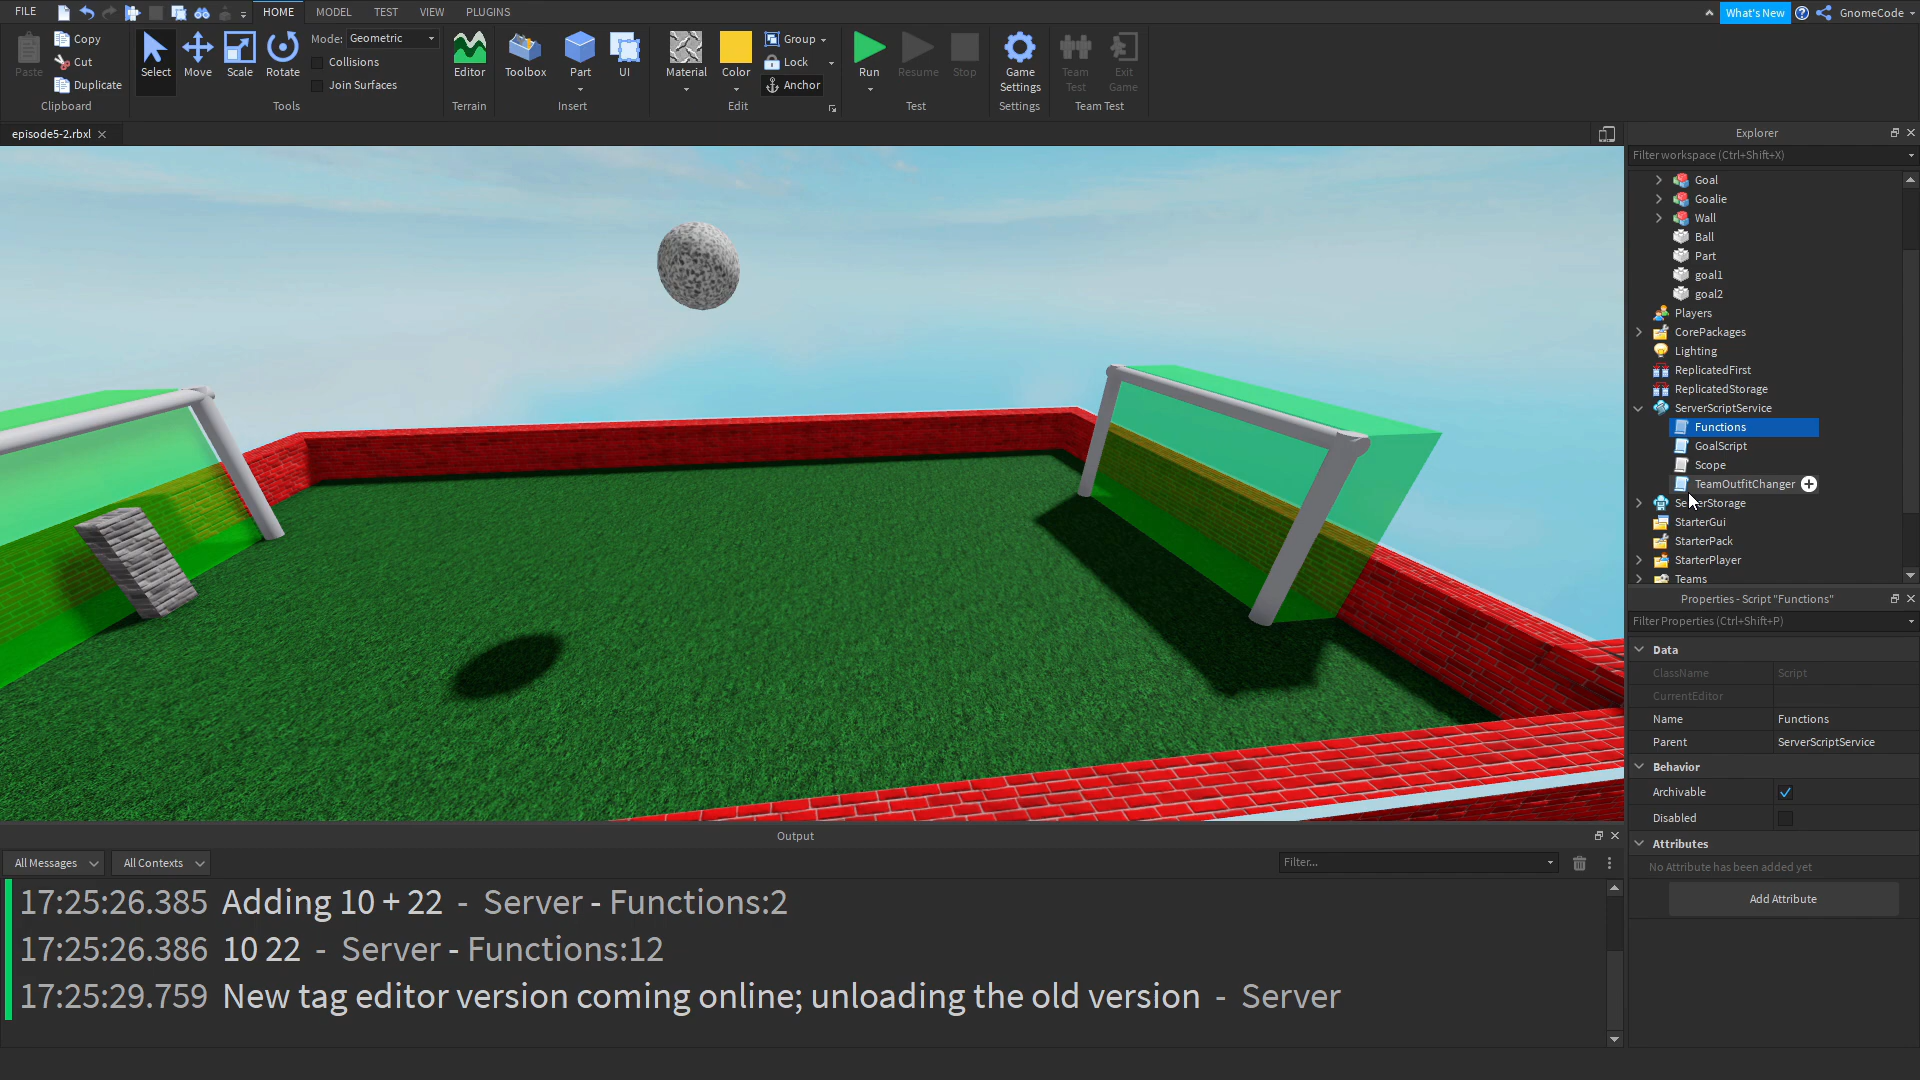 FILE HOME MODEL TEST VIEW PLUGINS What's New GnomeCode
Paste
Copy
Cut
Duplicate
Clipboard
Select Move Scale Rotate
Mode: Geometric
Collisions
Join Surfaces
Tools
Editor
Terrain
Toolbox Part UI
Insert
Material Color
Group
Lock
Anchor
Edit
Run Resume Stop
Test
Game Settings
Settings
Team Test
Exit Game
Team Test
episode5-2.rbxl
Explorer
Filter workspace (Ctrl+Shift+X)
Goal
Goalie
Wall
Ball
Part
goal1
goal2
Players
CorePackages
Lighting
ReplicatedFirst
ReplicatedStorage
ServerScriptService
Functions
GoalScript
Scope
TeamOutfitChanger
ServerStorage
StarterGui
StarterPack
StarterPlayer
Teams
Properties - Script "Functions"
Filter Properties (Ctrl+Shift+P)
Data
ClassName Script
CurrentEditor
Name Functions
Parent ServerScriptService
Behavior
Archivable
Disabled
Attributes
No Attribute has been added yet
Add Attribute
Output
All Messages All Contexts Filter...
17:25:26.385 Adding 10 + 22 - Server - Functions:2
17:25:26.386 10 22 - Server - Functions:12
17:25:29.759 New tag editor version coming online; unloading the old version - Server